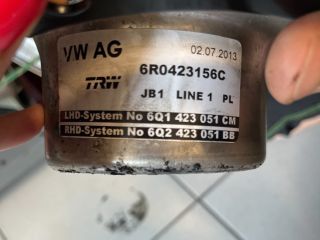 VW AG 02.07.2013
6R0423156C
TRW
JB1 LINE 1 PL
LHD-System No 6Q1 423 051 CM
RHD-System No 6Q2 423 051 BB